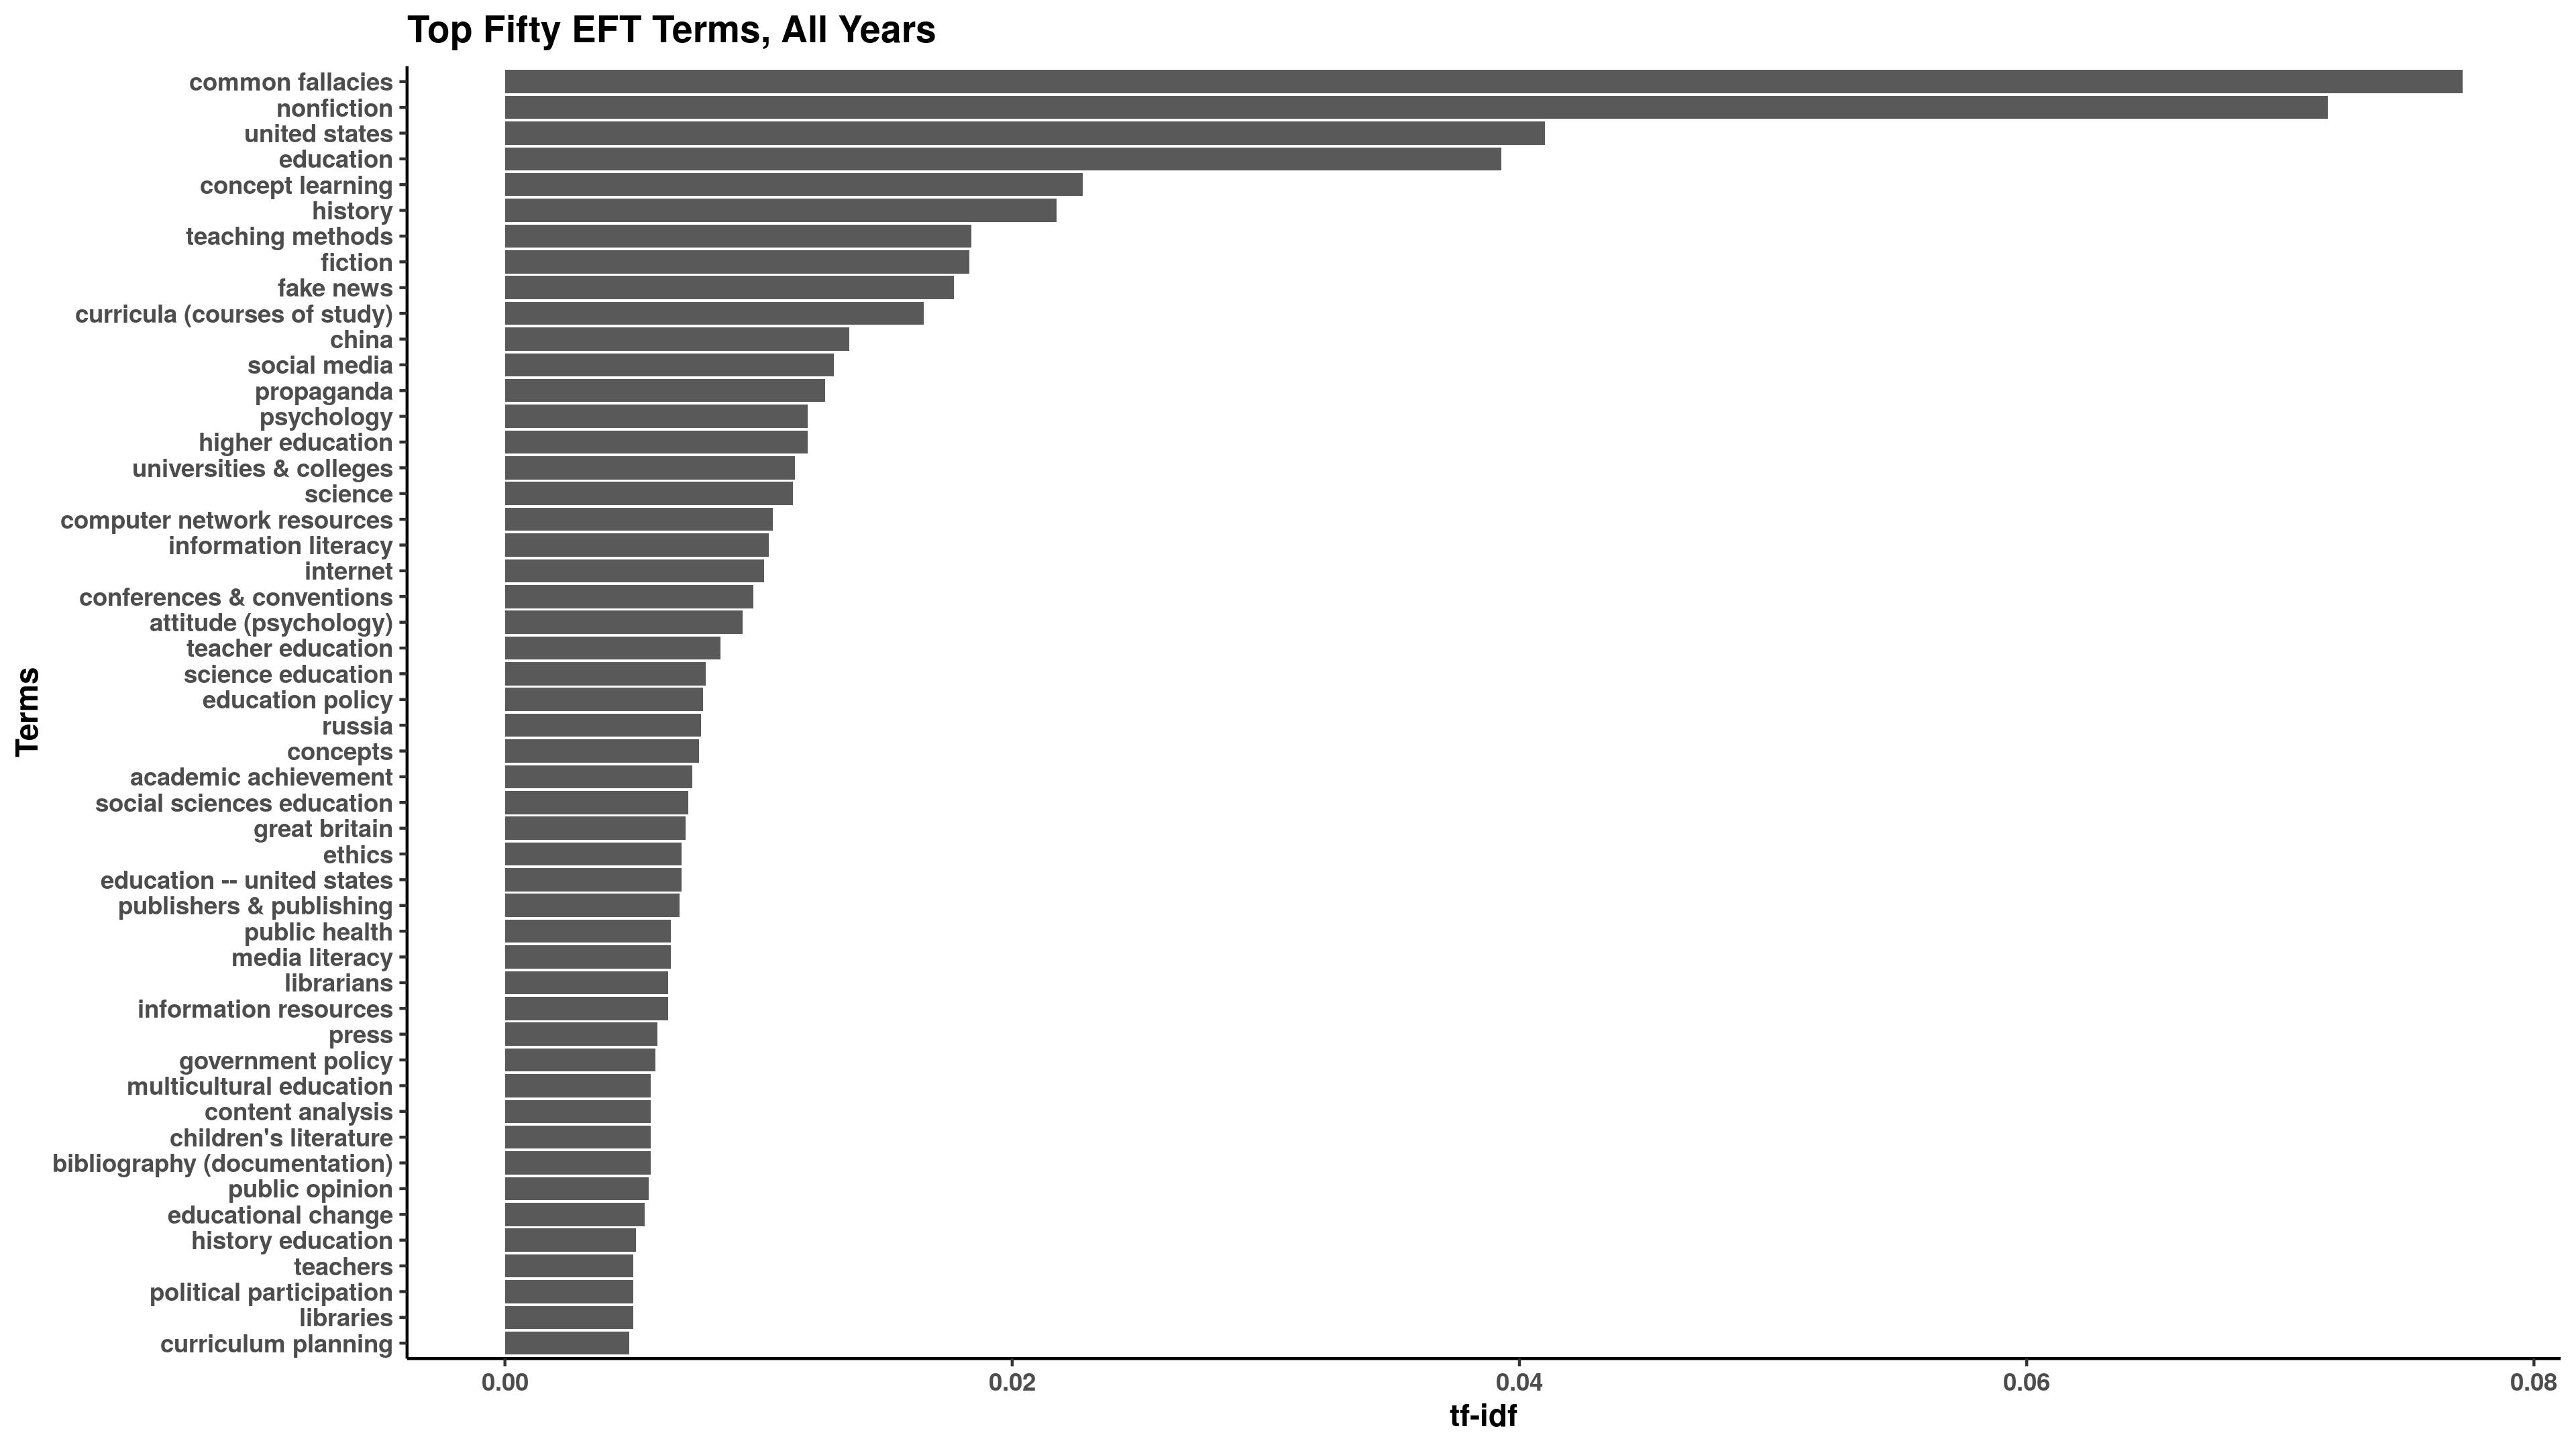 Top Fifty EFT Terms, All Years
common fallacies
nonfiction
united states
education
concept learning
history
teaching methods
fiction
fake news
curricula (courses of study)
china
social media
propaganda
psychology
higher education
universities & colleges
science
computer network resources
information literacy
internet
conferences & conventions
attitude (psychology)
teacher education
science education
education policy
russia
concepts
academic achievement
social sciences education
great britain
ethics
education -- united states
publishers & publishing
public health
media literacy
librarians
information resources
press
government policy
multicultural education
content analysis
children's literature
bibliography (documentation)
public opinion
educational change
history education
teachers
political participation
libraries
curriculum planning
Terms
0.00 0.02 0.04 0.06 0.08
tf-idf